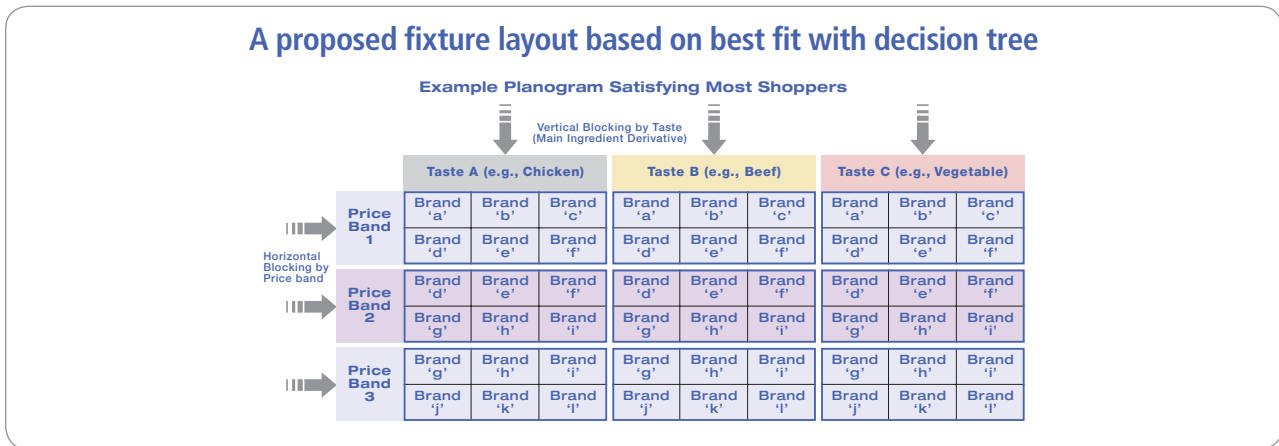 A proposed fixture layout based on best fit with decision tree
Example Planogram Satisfying Most Shoppers
Vertical Blocking by Taste
(Main Ingredient Derivative)
Taste A (e.g., Chicken) Taste B (e.g., Beef) Taste C (e.g., Vegetable)
Horizontal
Blocking by
Price band
Price
Band
1
Brand Brand Brand Brand Brand Brand Brand Brand Brand
‘a’ ‘b’ ‘c’ ‘a’ ‘b’ ‘c’ ‘a’ ‘b’ ‘c’
Brand Brand Brand Brand Brand Brand Brand Brand Brand
‘d’ ‘e’ ‘f’ ‘d’ ‘e’ ‘f’ ‘d’ ‘e’ ‘f’
Price
Band
2
Brand Brand Brand Brand Brand Brand Brand Brand Brand
‘d’ ‘e’ ‘f’ ‘d’ ‘e’ ‘f’ ‘d’ ‘e’ ‘f’
Brand Brand Brand Brand Brand Brand Brand Brand Brand
‘g’ ‘h’ ‘i’ ‘g’ ‘h’ ‘i’ ‘g’ ‘h’ ‘i’
Price
Band
3
Brand Brand Brand Brand Brand Brand Brand Brand Brand
‘g’ ‘h’ ‘i’ ‘g’ ‘h’ ‘i’ ‘g’ ‘h’ ‘i’
Brand Brand Brand Brand Brand Brand Brand Brand Brand
‘j’ ‘k’ ‘l’ ‘j’ ‘k’ ‘l’ ‘j’ ‘k’ ‘l’